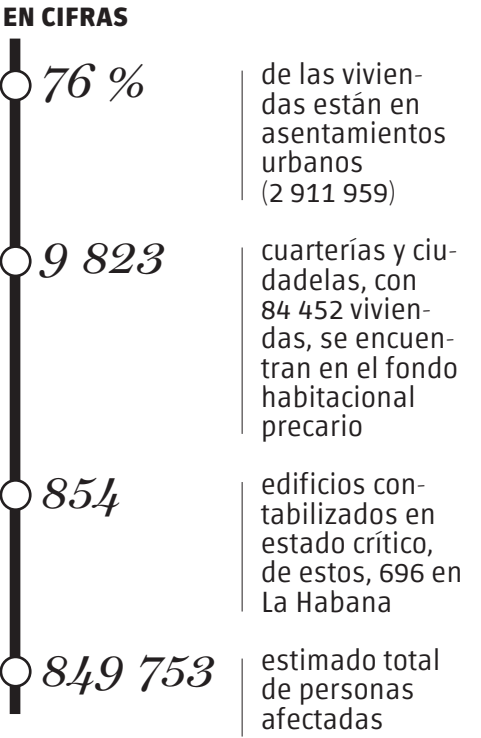 EN CIFRAS
76 %
de las vivien-
das están en
asentamientos
urbanos
(2 911 959)
9 823
cuarterías y ciu-
dadelas, con
84 452 vivien-
das, se encuen-
tran en el fondo
habitacional
precario
854
edificios con-
tabilizados en
estado crítico,
de estos, 696 en
La Habana
849 753
estimado total
de personas
afectadas